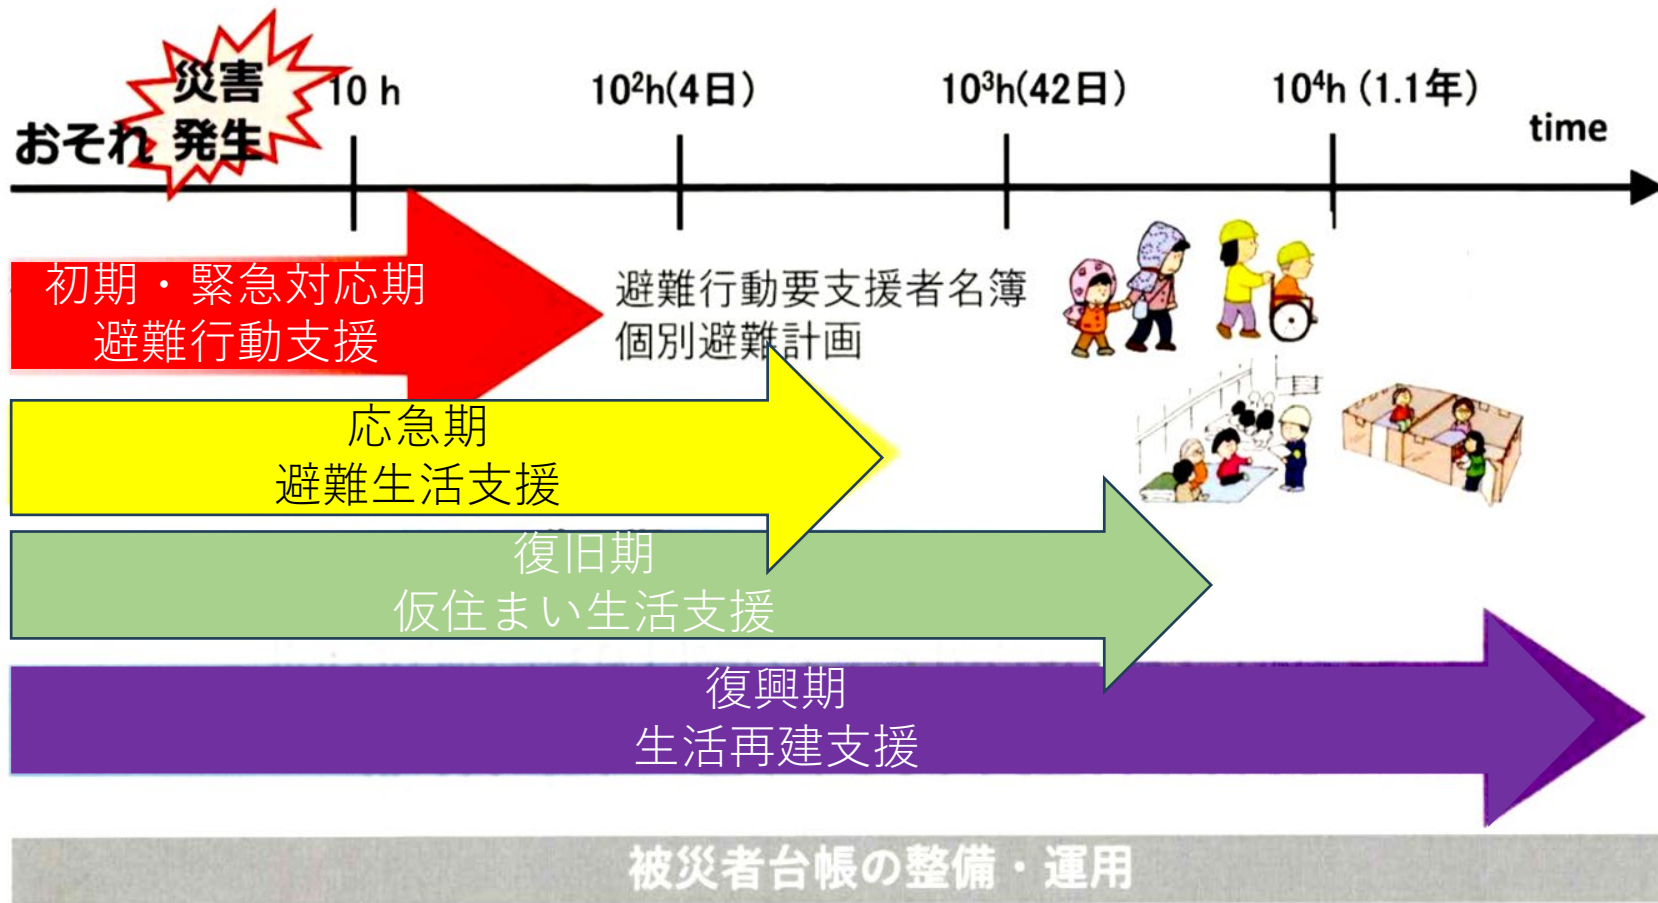 災害
発生
おそれ
10 h
10²h(4日)
10³h(42日)
10⁴h (1.1年)
time
初期・緊急対応期
避難行動支援
避難行動要支援者名簿
個別避難計画
応急期
避難生活支援
復旧期
仮住まい生活支援
復興期
生活再建支援
被災者台帳の整備・運用